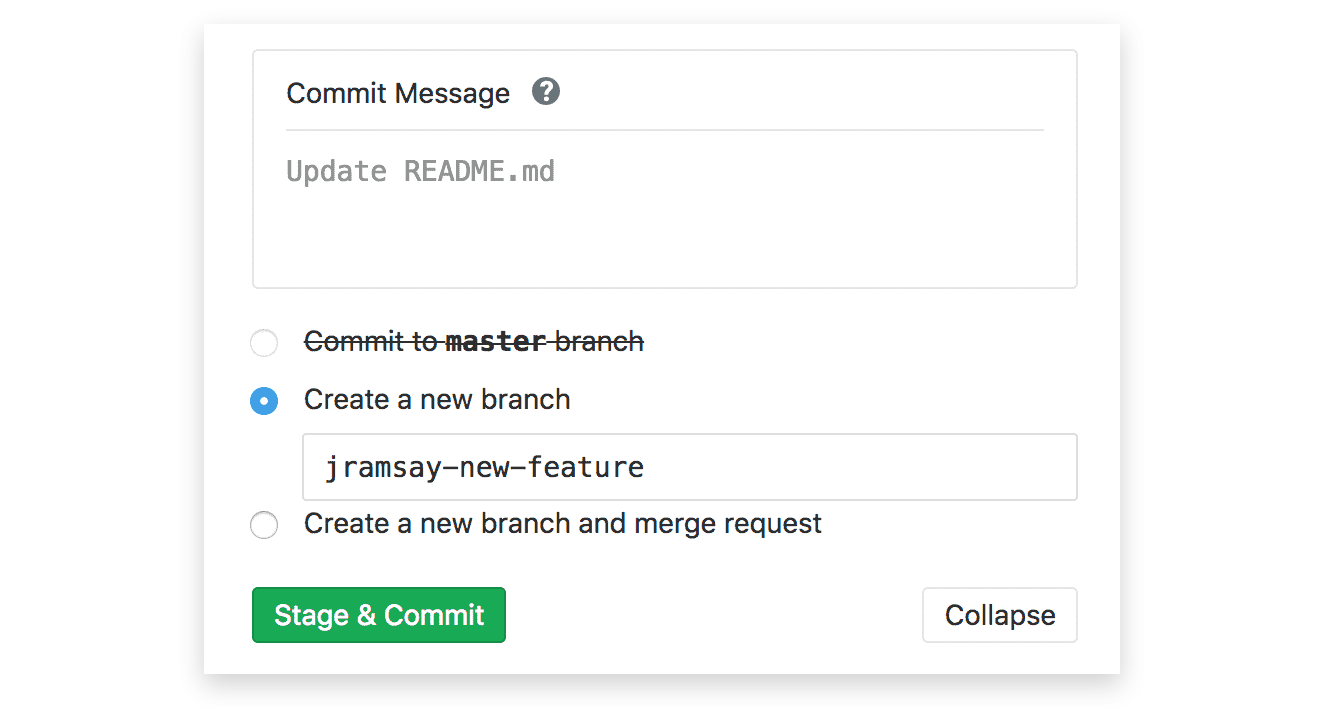 Commit Message ?
Update README.md
Commit to master branch
Create a new branch
jramsay-new-feature
Create a new branch and merge request
Stage & Commit
Collapse